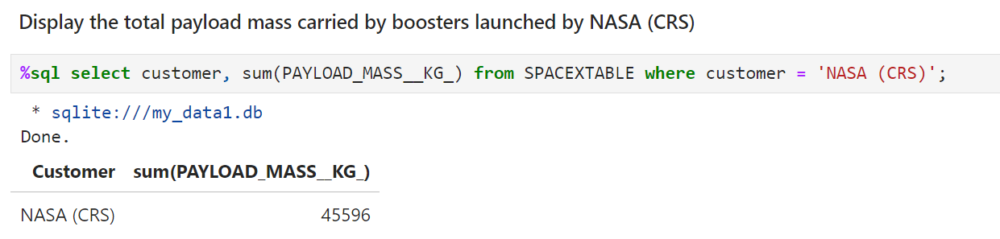 Display the total payload mass carried by boosters launched by NASA (CRS)
%sql select customer, sum(PAYLOAD_MASS__KG_) from SPACEXTABLE where customer = 'NASA (CRS)';
* sqlite:///my_data1.db
Done.
Customer sum(PAYLOAD_MASS__KG_)
NASA (CRS) 45596